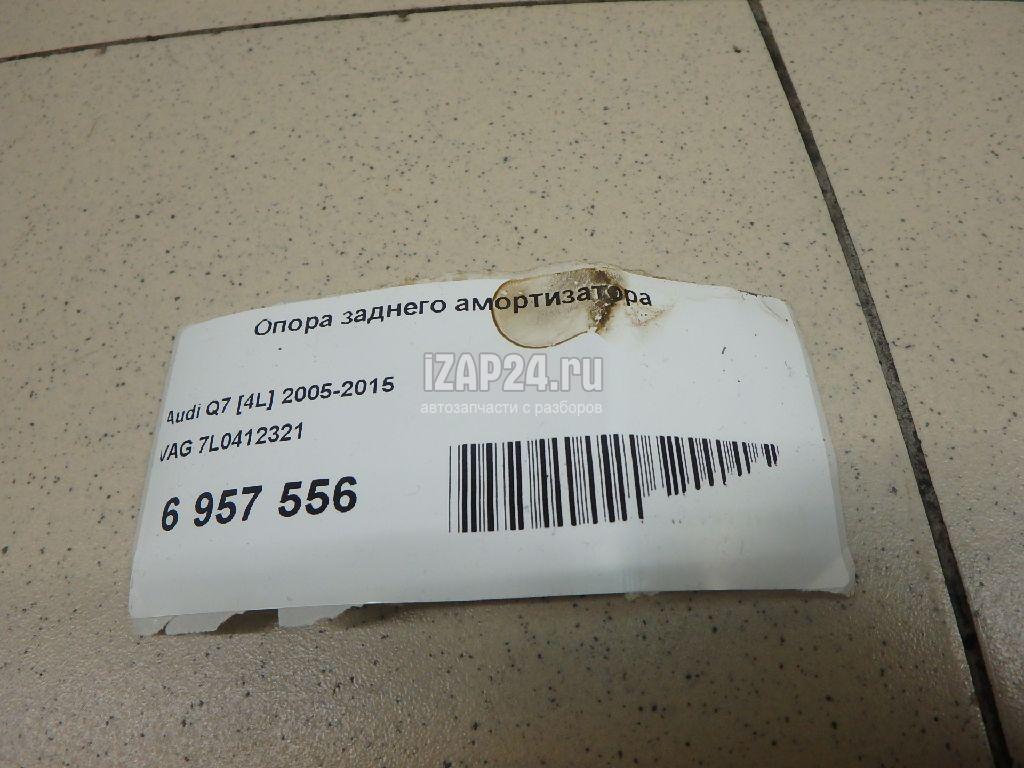 Опора заднего амортизатора
iZAP24.ru
автозапчасти с разборов
Audi Q7 [4L] 2005-2015
VAG 7L0412321
6 957 556